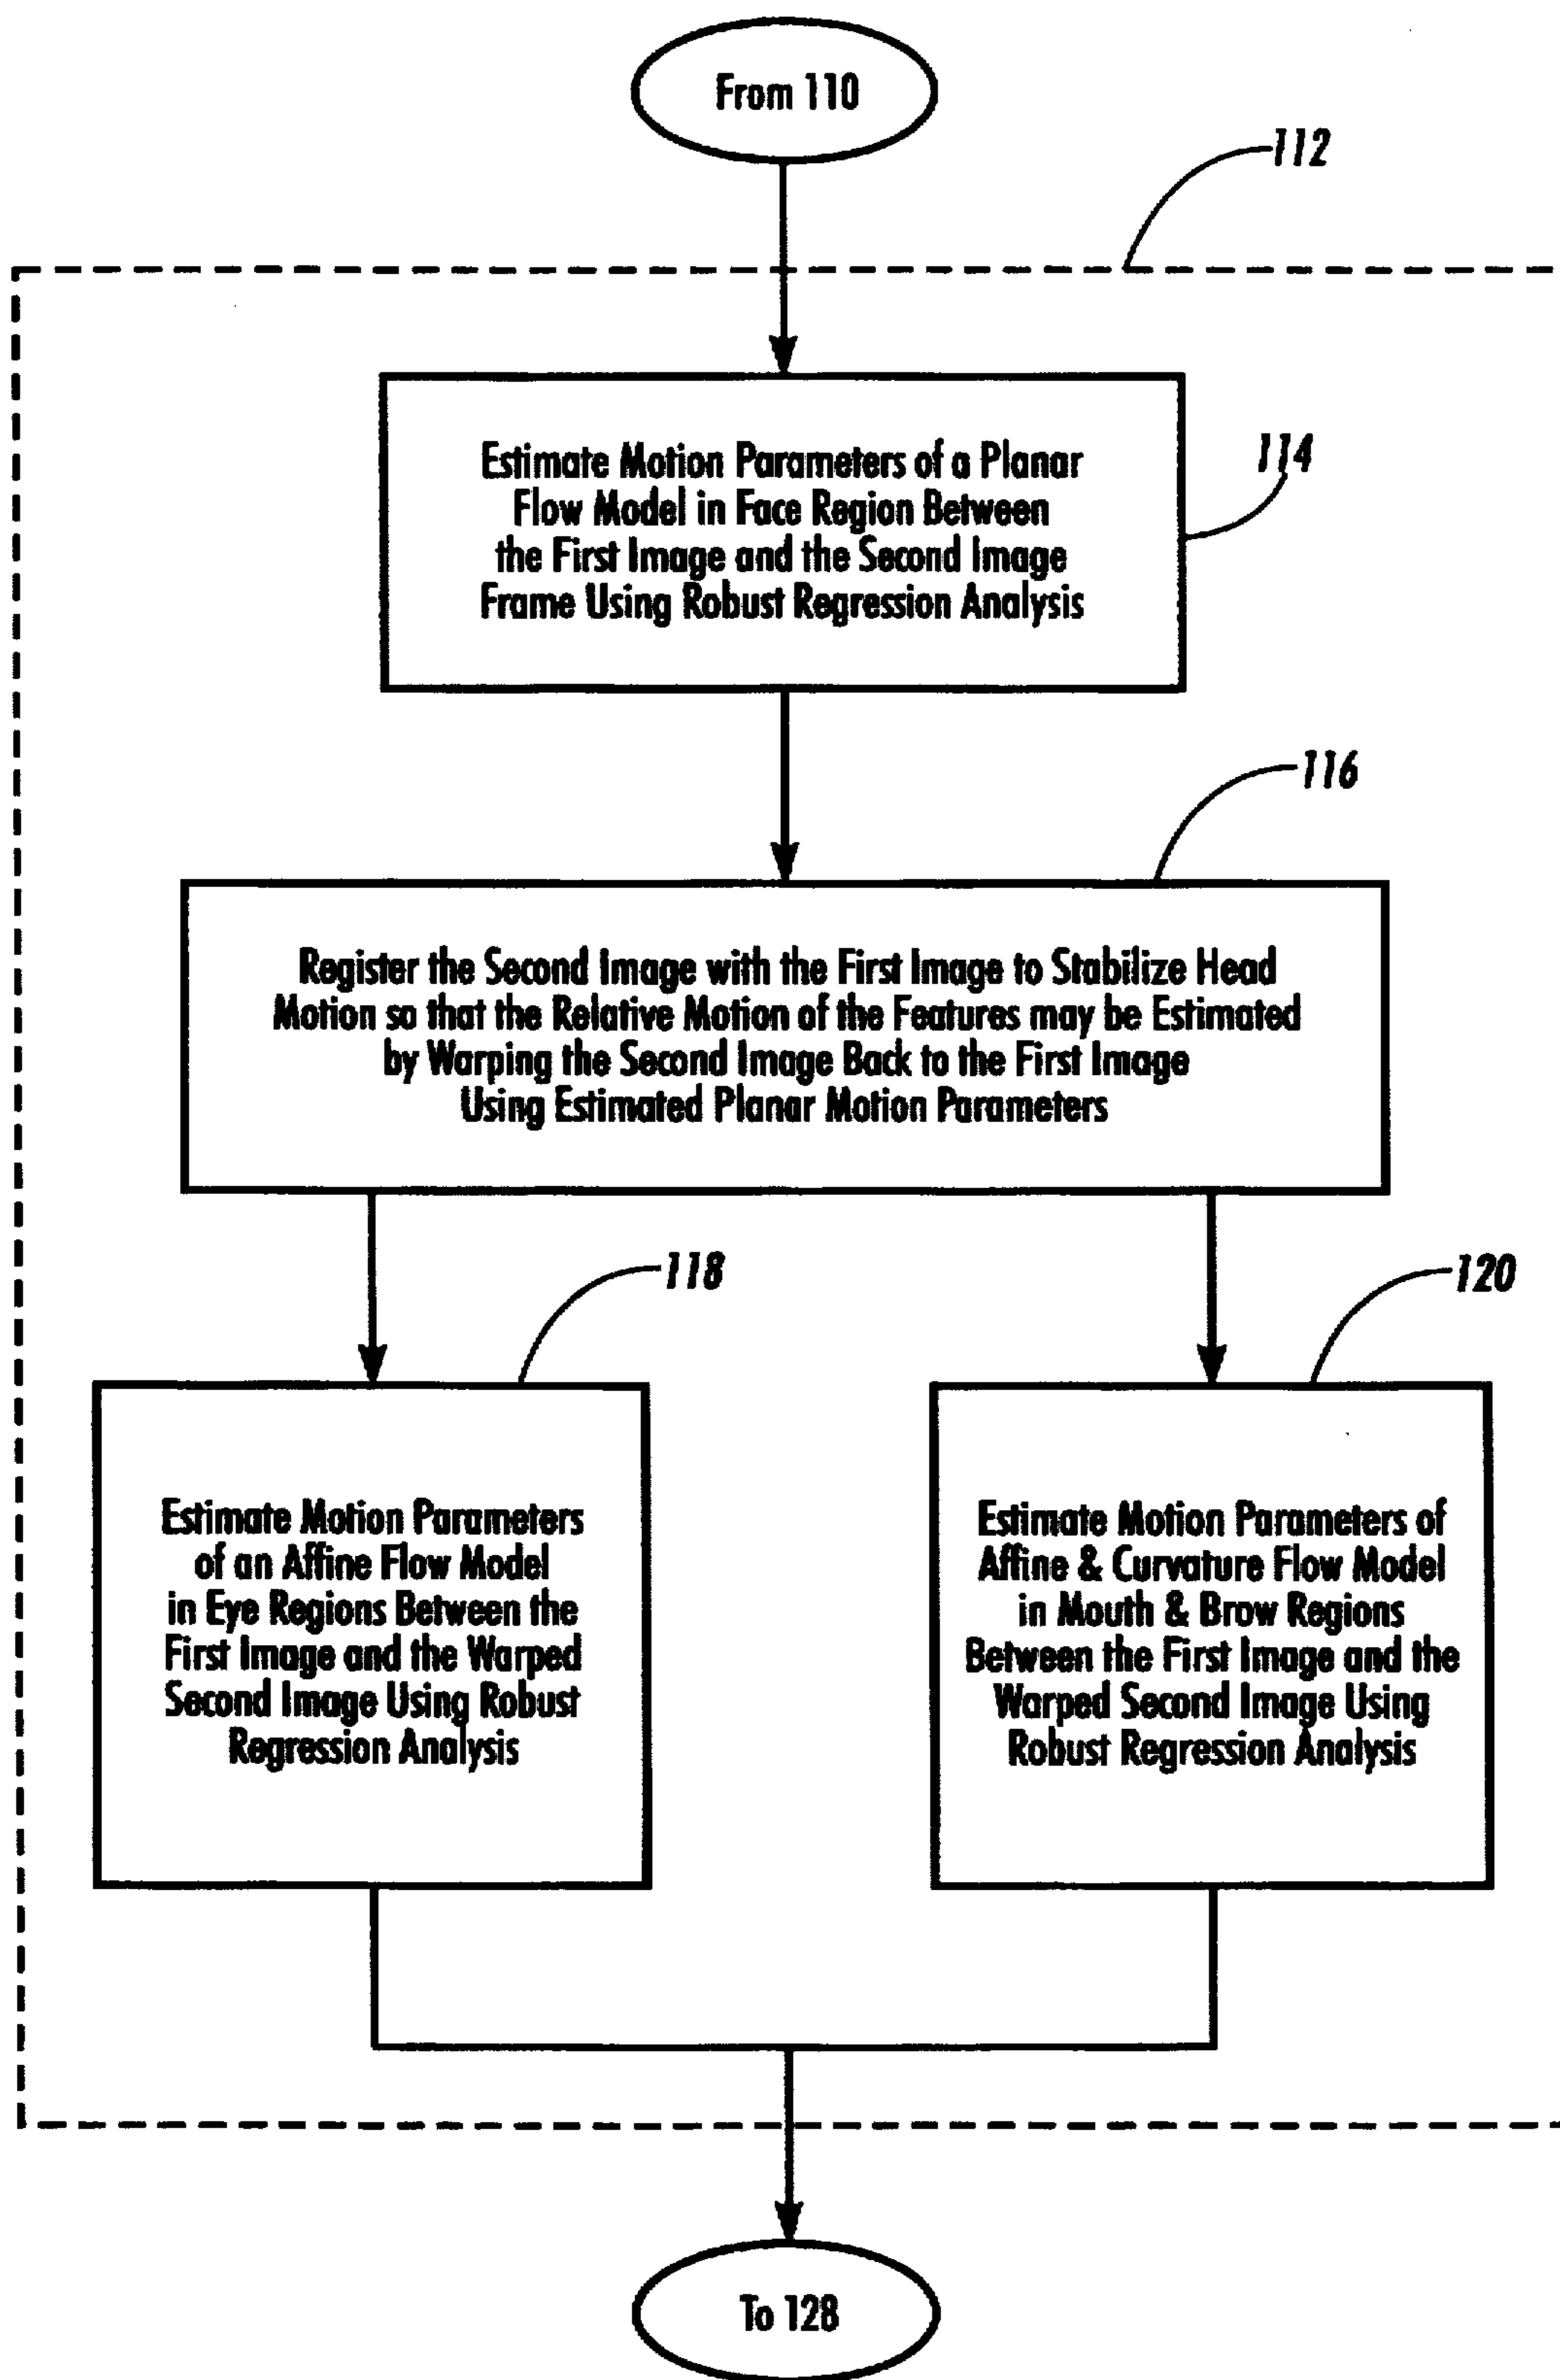 From 110
112
Estimate Motion Parameters of a Planar
Flow Model in Face Region Between
the First Image and the Second Image
Frame Using Robust Regression Analysis
114
116
Register the Second Image with the First Image to Stabilize Head
Motion so that the Relative Motion of the Features may be Estimated
by Warping the Second Image Back to the First Image
Using Estimated Planar Motion Parameters
118
Estimate Motion Parameters
of an Affine Flow Model
in Eye Regions Between the
First Image and the Warped
Second Image Using Robust
Regression Analysis
120
Estimate Motion Parameters of
Affine & Curvature Flow Model
in Mouth & Brow Regions
Between the First Image and the
Warped Second Image Using
Robust Regression Analysis
To 128